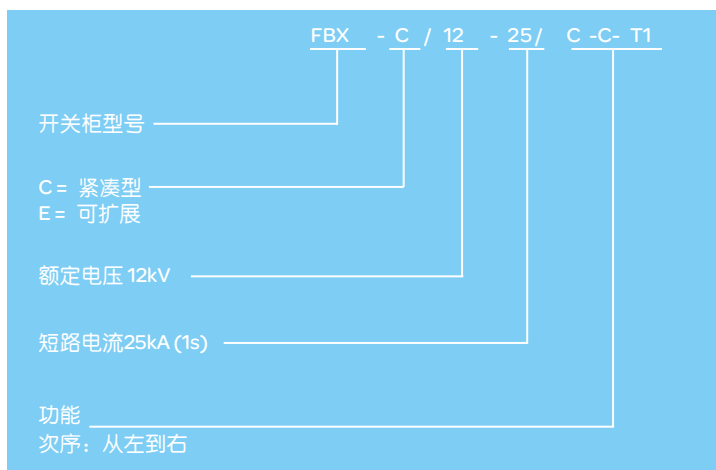 FBX - C / 12 - 25/ C -C- T1
开关柜型号
C = 紧凑型
E = 可扩展
额定电压 12kV
短路电流25kA (1s)
功能
次序：从左到右